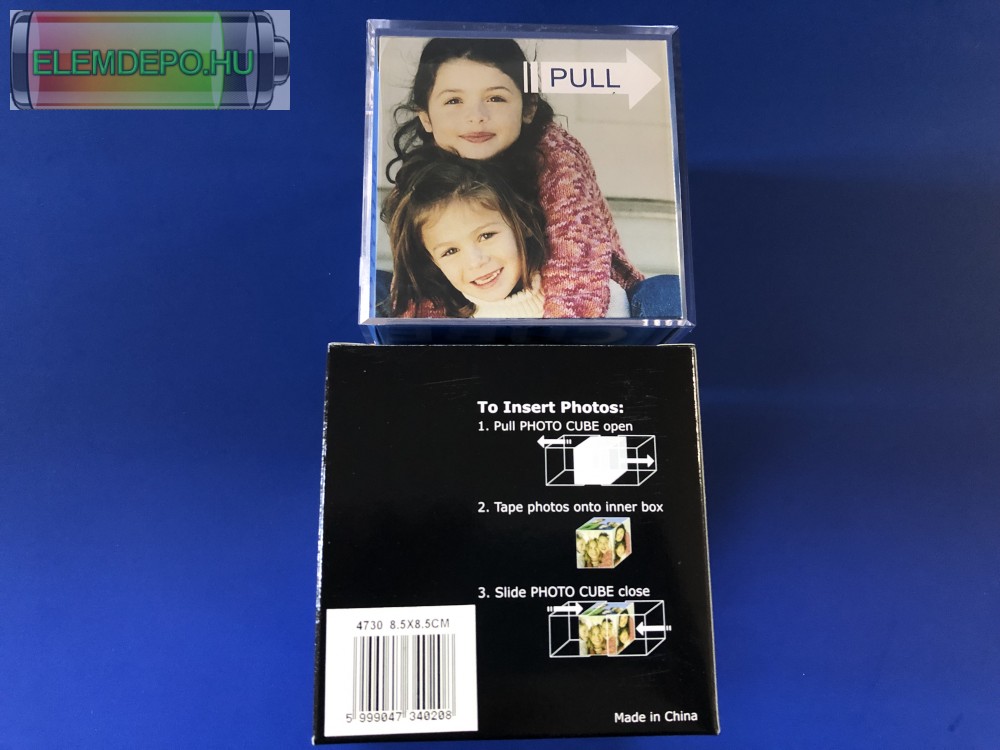 ELEMDEPO.HU
PULL
To Insert Photos:
1. Pull PHOTO CUBE open
2. Tape photos onto inner box
3. Slide PHOTO CUBE close
4730 8.5X8.5CM
5 999047 340208
Made in China